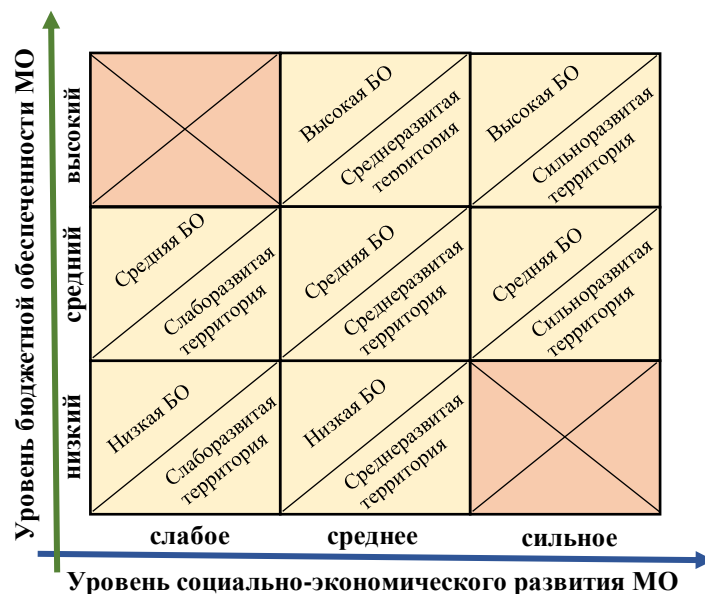 Уровень бюджетной обеспеченности МО
высокий
средний
низкий
Высокая БО
Среднеразвитая
территория
Высокая БО
Сильноразвитая
территория
Средняя БО
Слаборазвитая
территория
Средняя БО
Среднеразвитая
территория
Средняя БО
Сильноразвитая
территория
Низкая БО
Слаборазвитая
территория
Низкая БО
Среднеразвитая
территория
слабое
среднее
сильное
Уровень социально-экономического развития МО